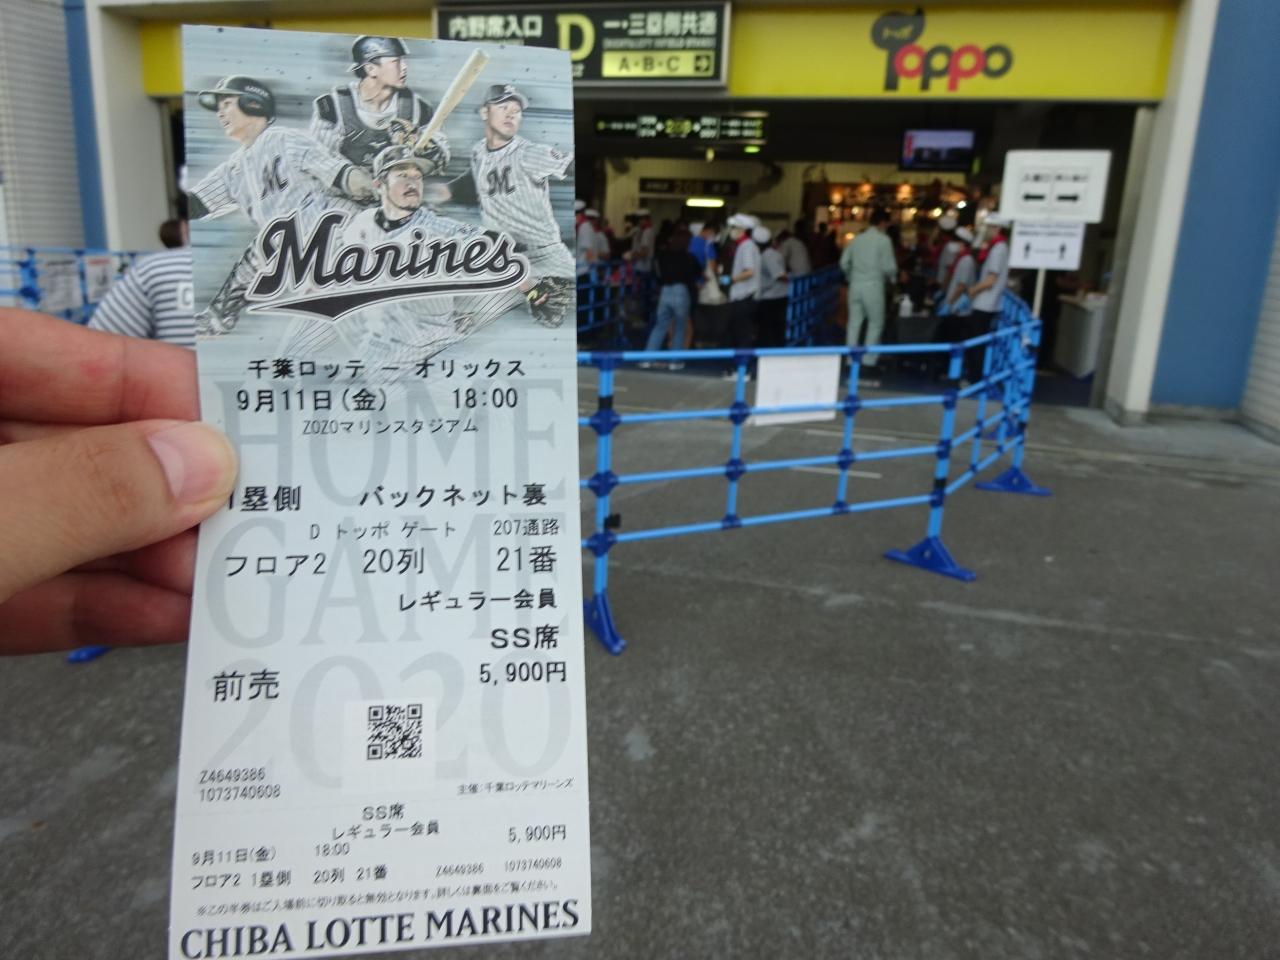 内野席入口
D
一・三塁側共通
A・B・C
トッポ
Toppo
208
Marines
千葉ロッテ ー オリックス
9月11日(金) 18:00
ZOZOマリンスタジアム
1塁側 バックネット裏
D トッポ ゲート 207通路
フロア2 20列 21番
レギュラー会員
SS席
5,900円
前売
HOME
GAME
2020
Z4649386
1073740608
主催:千葉ロッテマリーンズ
SS席
レギュラー会員 5,900円
9月11日(金) 18:00
フロア2 1塁側 20列 21番 Z4649386 1073740608
※この半券はご入場前に切り取ると無効となります。詳しくは裏面をご覧ください。
CHIBA LOTTE MARINES